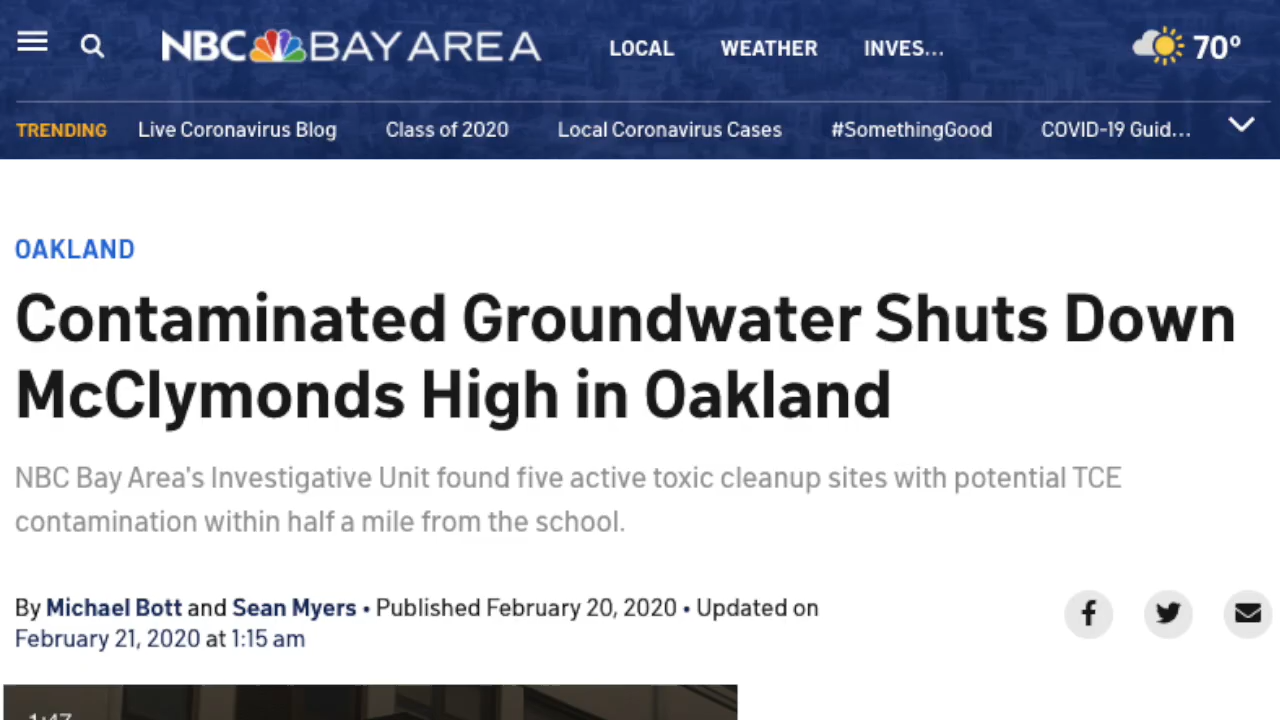 NBC BAY AREA LOCAL WEATHER INVES... 70°
TRENDING Live Coronavirus Blog Class of 2020 Local Coronavirus Cases #SomethingGood COVID-19 Guid...
OAKLAND
Contaminated Groundwater Shuts Down
McClymonds High in Oakland
NBC Bay Area's Investigative Unit found five active toxic cleanup sites with potential TCE
contamination within half a mile from the school.
By Michael Bott and Sean Myers • Published February 20, 2020 • Updated on
February 21, 2020 at 1:15 am
1:47